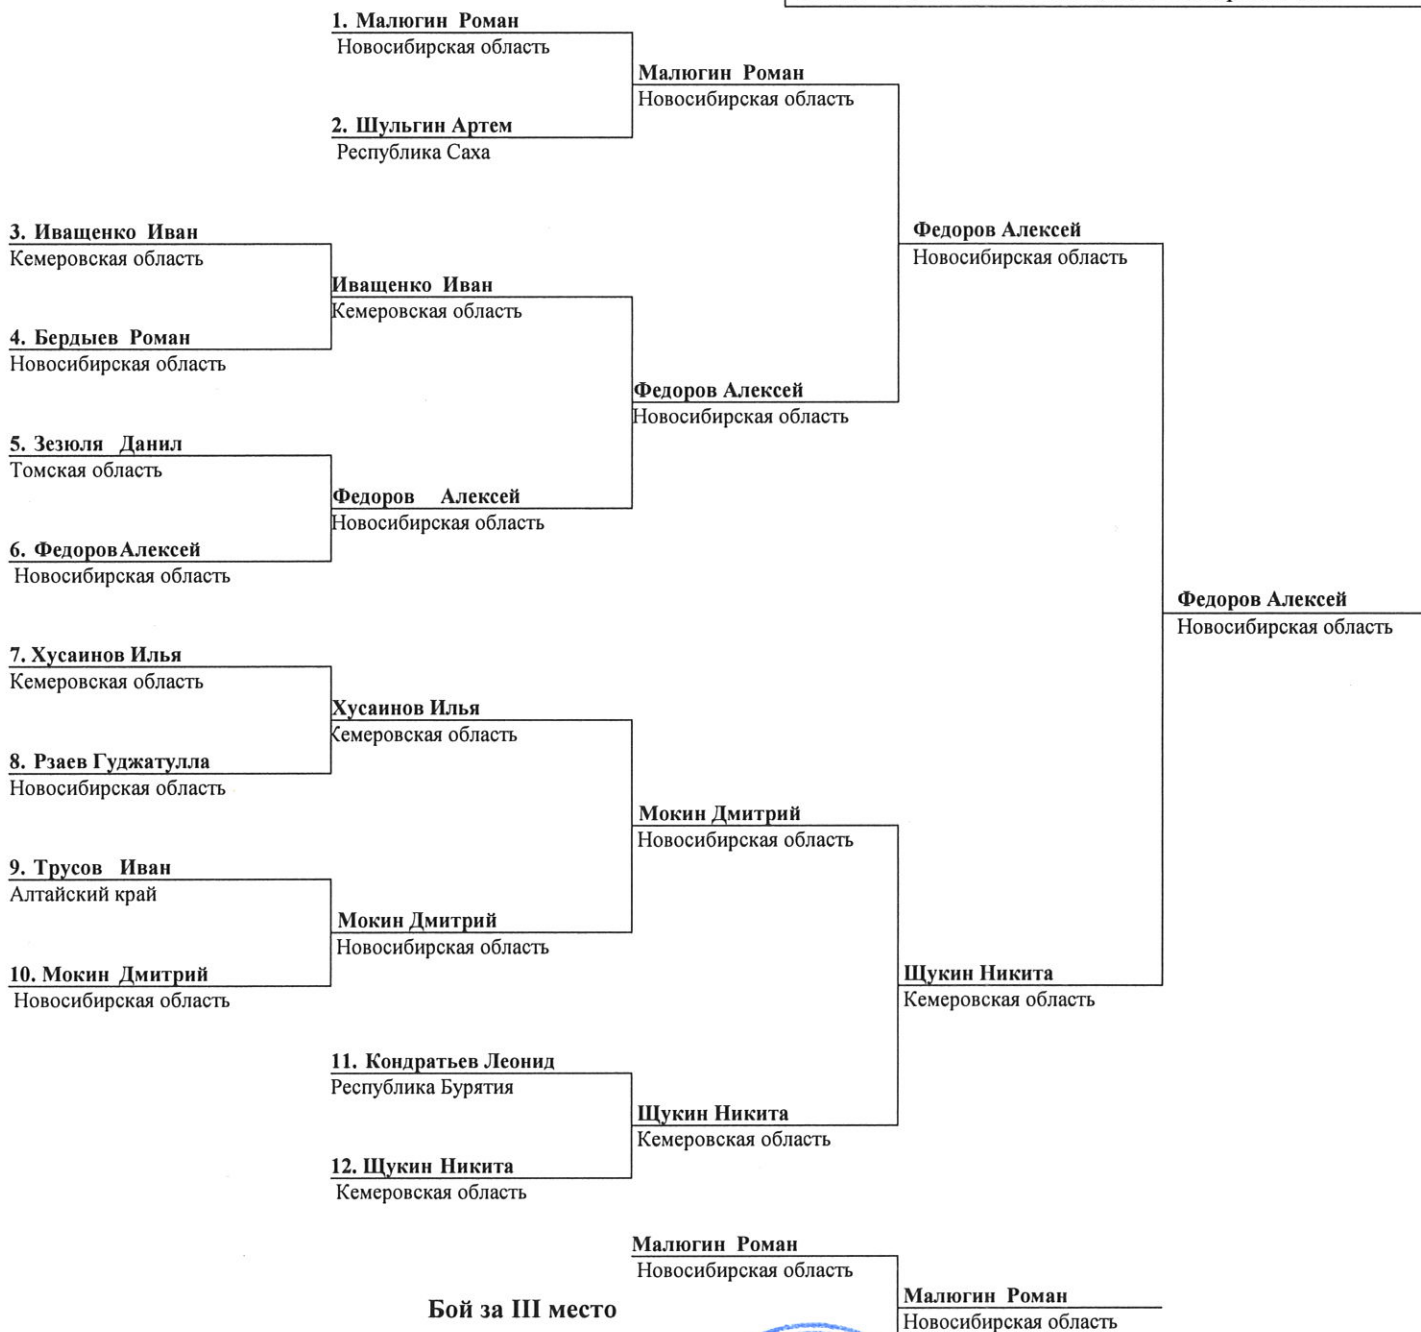 1. Малюгин Роман
Новосибирская область
Малюгин Роман
Новосибирская область
2. Шульгин Артем
Республика Саха
3. Иващенко Иван
Кемеровская область
Федоров Алексей
Новосибирская область
Иващенко Иван
Кемеровская область
4. Бердыев Роман
Новосибирская область
Федоров Алексей
Новосибирская область
5. Зезюля Данил
Томская область
Федоров Алексей
Новосибирская область
6. Федоров Алексей
Новосибирская область
Федоров Алексей
Новосибирская область
7. Хусаинов Илья
Кемеровская область
Хусаинов Илья
Кемеровская область
8. Рзаев Гуджатулла
Новосибирская область
Мокин Дмитрий
Новосибирская область
9. Трусов Иван
Алтайский край
Мокин Дмитрий
Новосибирская область
10. Мокин Дмитрий
Новосибирская область
Щукин Никита
Кемеровская область
11. Кондратьев Леонид
Республика Бурятия
Щукин Никита
Кемеровская область
12. Щукин Никита
Кемеровская область
Малюгин Роман
Новосибирская область
Бой за III место
Малюгин Роман
Новосибирская область